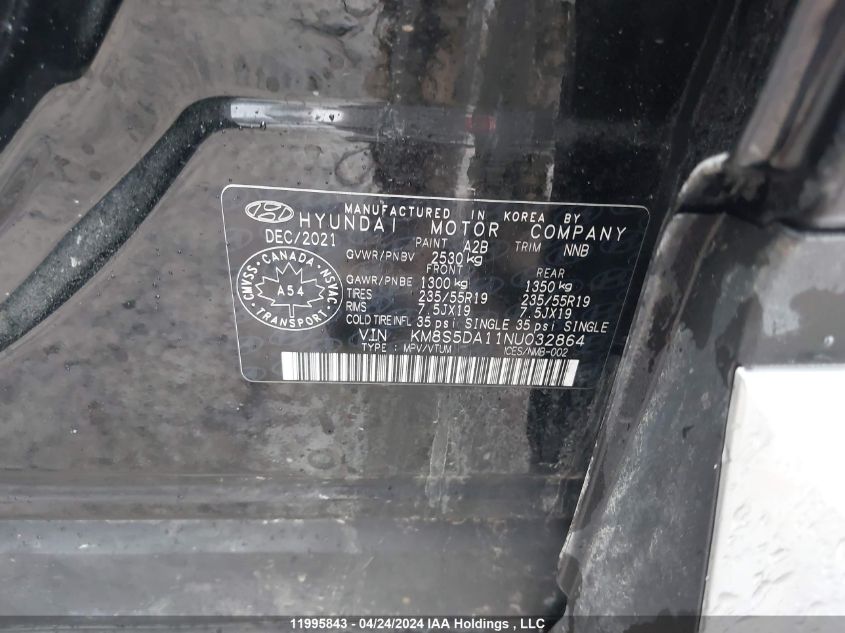 MANUFACTURED IN KOREA BY
HYUNDAI MOTOR COMPANY
DEC/2021 PAINT A2B TRIM NNB
GVWR/PNBV 2530 kg
FRONT REAR
GAWR/PNBE 1300 kg 1350 kg
TIRES 235/55R19 235/55R19
RIMS 7.5JX19 7.5JX19
COLD TIRE INFL 35 psi SINGLE 35 psi SINGLE
CANADA
CMVSS NSVAC
A54
TRANSPORT
VIN KM8S5DA11NU032864
TYPE : MPV/VTUM ICES/NMB-002
11995843 - 04/24/2024 IAA Holdings , LLC